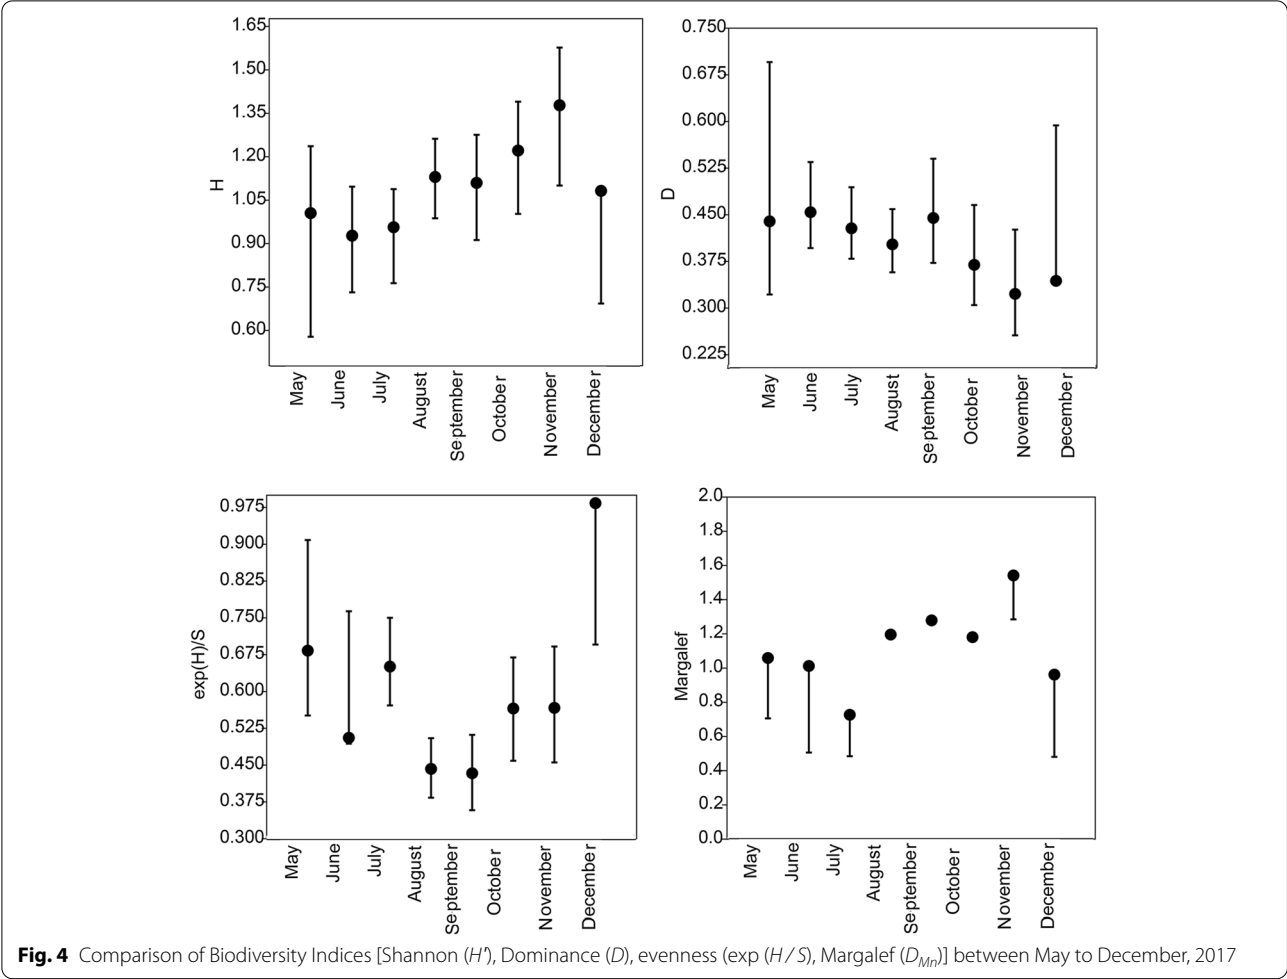 1.65
1.50
1.35
1.20
1.05
0.90
0.75
0.60
H
May
June
July
August
September
October
November
December
0.750
0.675
0.600
0.525
0.450
0.375
0.300
0.225
D
May
June
July
August
September
October
November
December
0.975
0.900
0.825
0.750
0.675
0.600
0.525
0.450
0.375
0.300
exp(H)/S
May
June
July
August
September
October
November
December
2.0
1.8
1.6
1.4
1.2
1.0
0.8
0.6
0.4
0.2
0.0
Margalef
May
June
July
August
September
October
November
December
Fig. 4 Comparison of Biodiversity Indices [Shannon (H′), Dominance (D), evenness (exp (H / S), Margalef (D_Mn)] between May to December, 2017